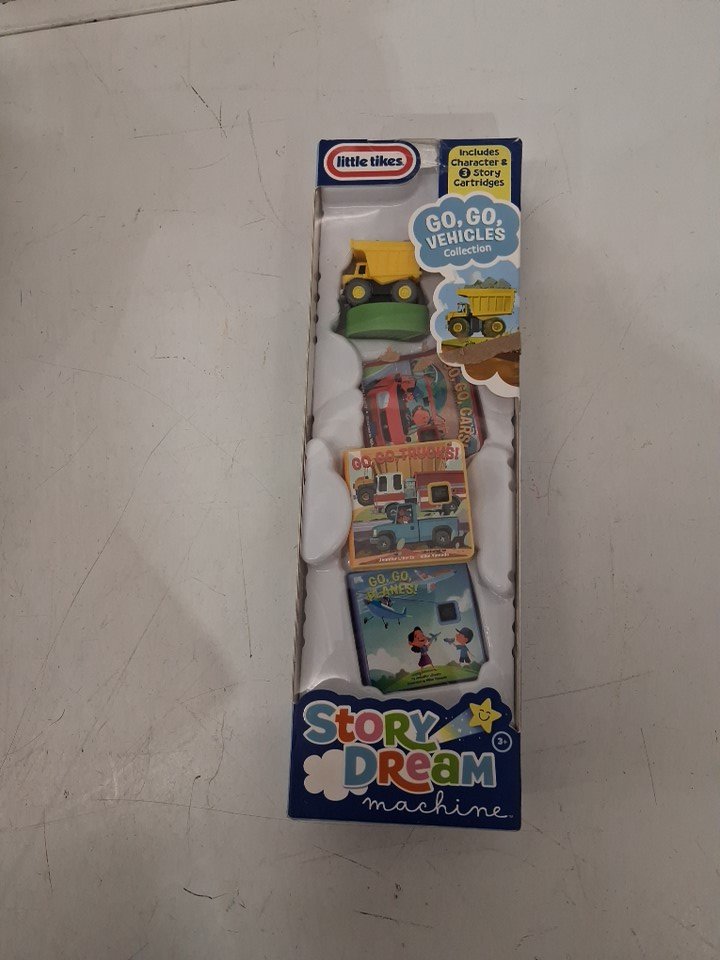 little tikes
Includes
Character &
3 Story
Cartridges
GO, GO,
VEHICLES
Collection
GO, GO, CARS
GO, GO, TRUCKS!
GO, GO,
PLANES!
STORY
DREAM
machine
3+